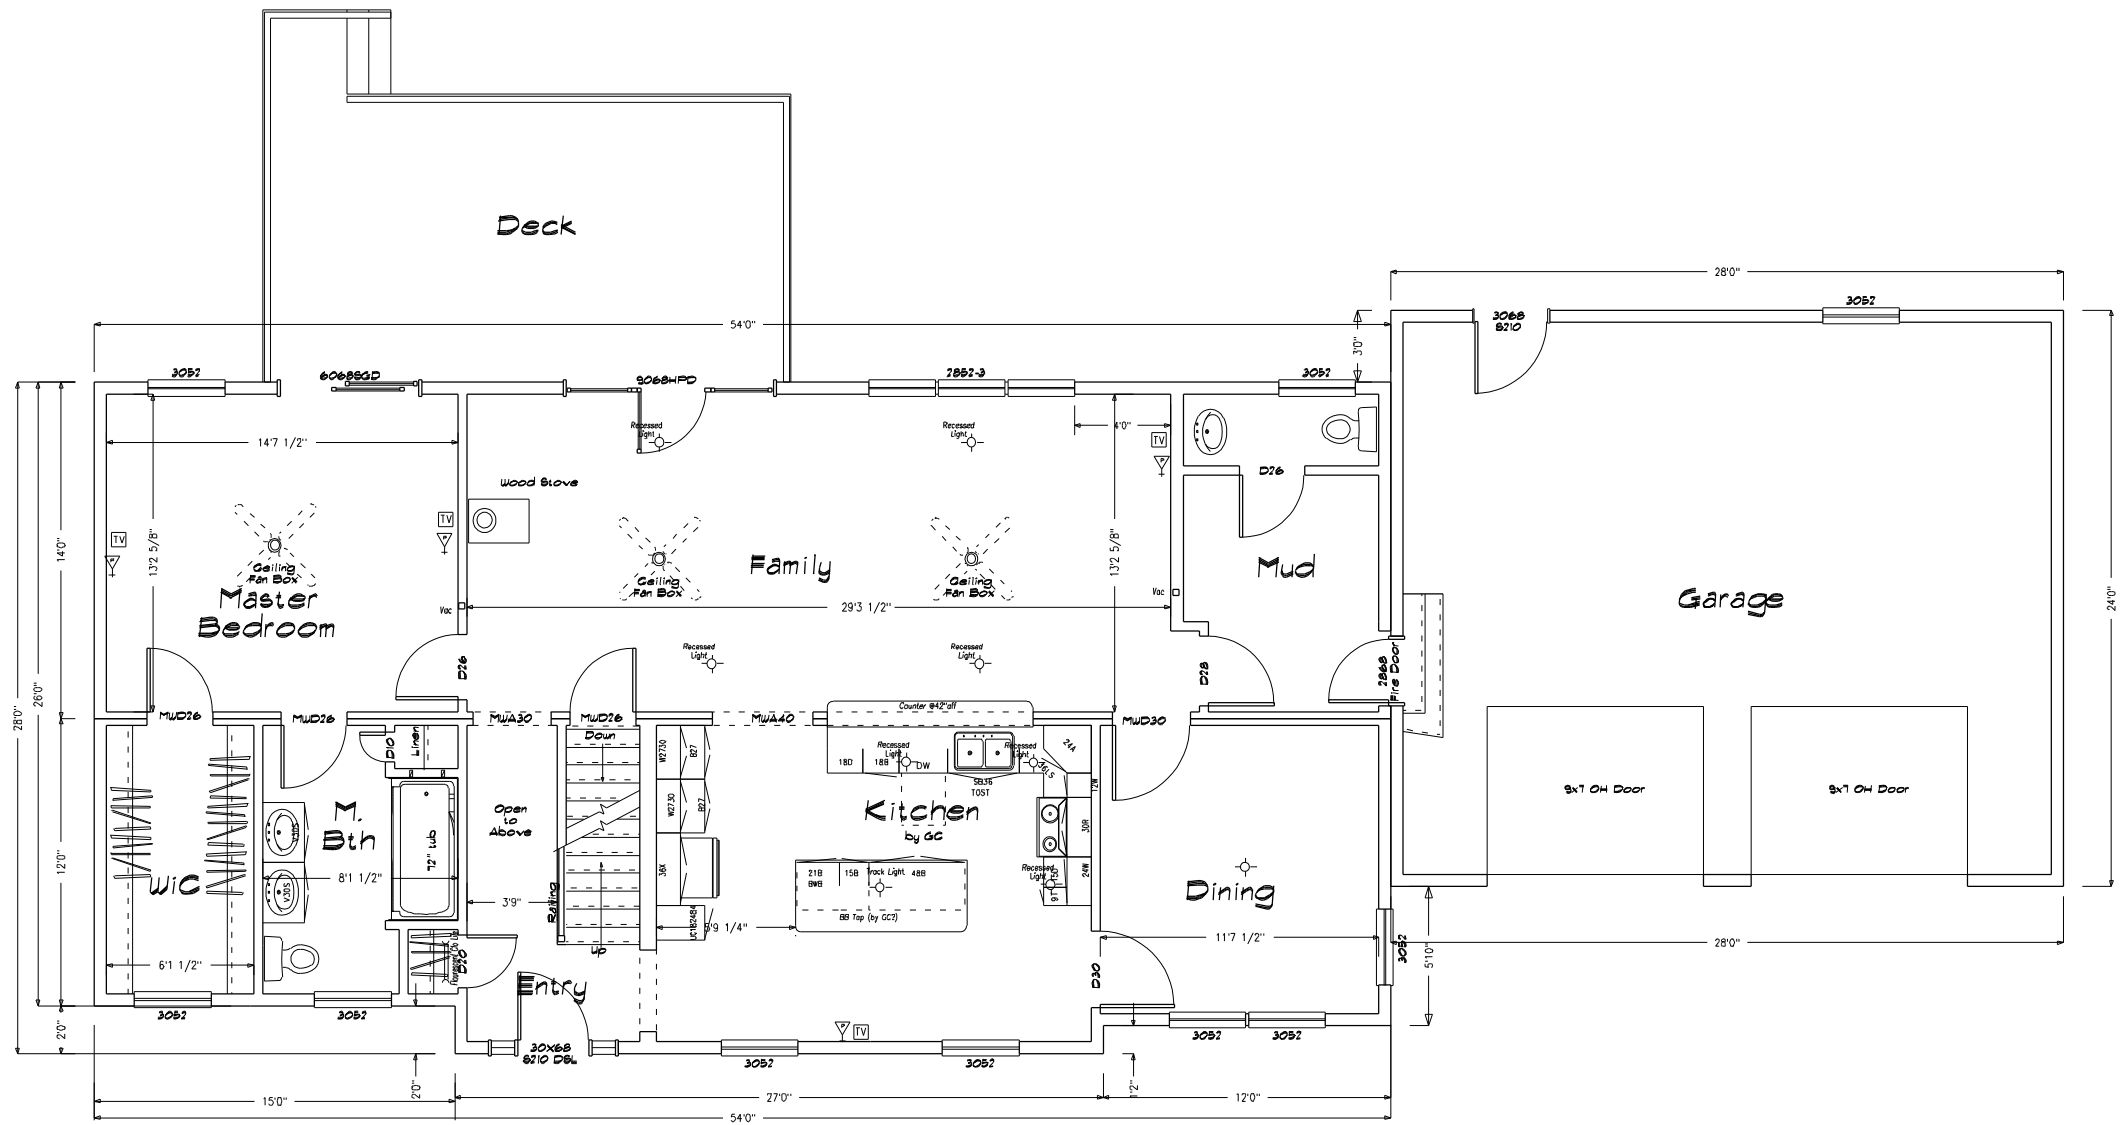 Deck
28'0"
3052
54'0"
3068
8210
3'0"
3052
6068SGD
9068HPD
2852-3
3052
Recessed
Light
Recessed
Light
4'0"
TV
P
14'7 1/2"
D26
Wood Stove
TV
P
TV
P
14'0"
13'2 5/8"
13'2 5/8"
Ceiling
Fan Box
Ceiling
Fan Box
Ceiling
Fan Box
Family
Mud
Garage
24'0"
Master
Bedroom
Vac
Vac
29'3 1/2"
Recessed
Light
Recessed
Light
D26
D28
2868
Fire Door
28'0"
26'0"
MWD26
MWD26
MWA30
MWD26
MWA40
Counter @42"aff
MWD30
Down
D10
Linen
W2730
B27
18D
18B
Recessed
Light
DW
SB36
TOST
Recessed
Light
24A
36LS
12W
9x7 OH Door
9x7 OH Door
W2730
B27
Open
to
Above
M.
Bth
72" tub
V30S
V30S
Kitchen
by GC
30R
12'0"
WiC
8'1 1/2"
36X
21B
BWB
15B
Track Light
48B
Recessed
Light
24W
BB Top (by GC?)
Dining
3'9"
Railing
UC182484
5'9 1/4"
11'7 1/2"
3052
28'0"
5'10"
6'1 1/2"
D20
Up
Entry
D30
3052
3052
2'0"
30X68
8210 DSL
P
TV
3052
3052
3052
3052
2'0"
1'2"
15'0"
27'0"
12'0"
54'0"